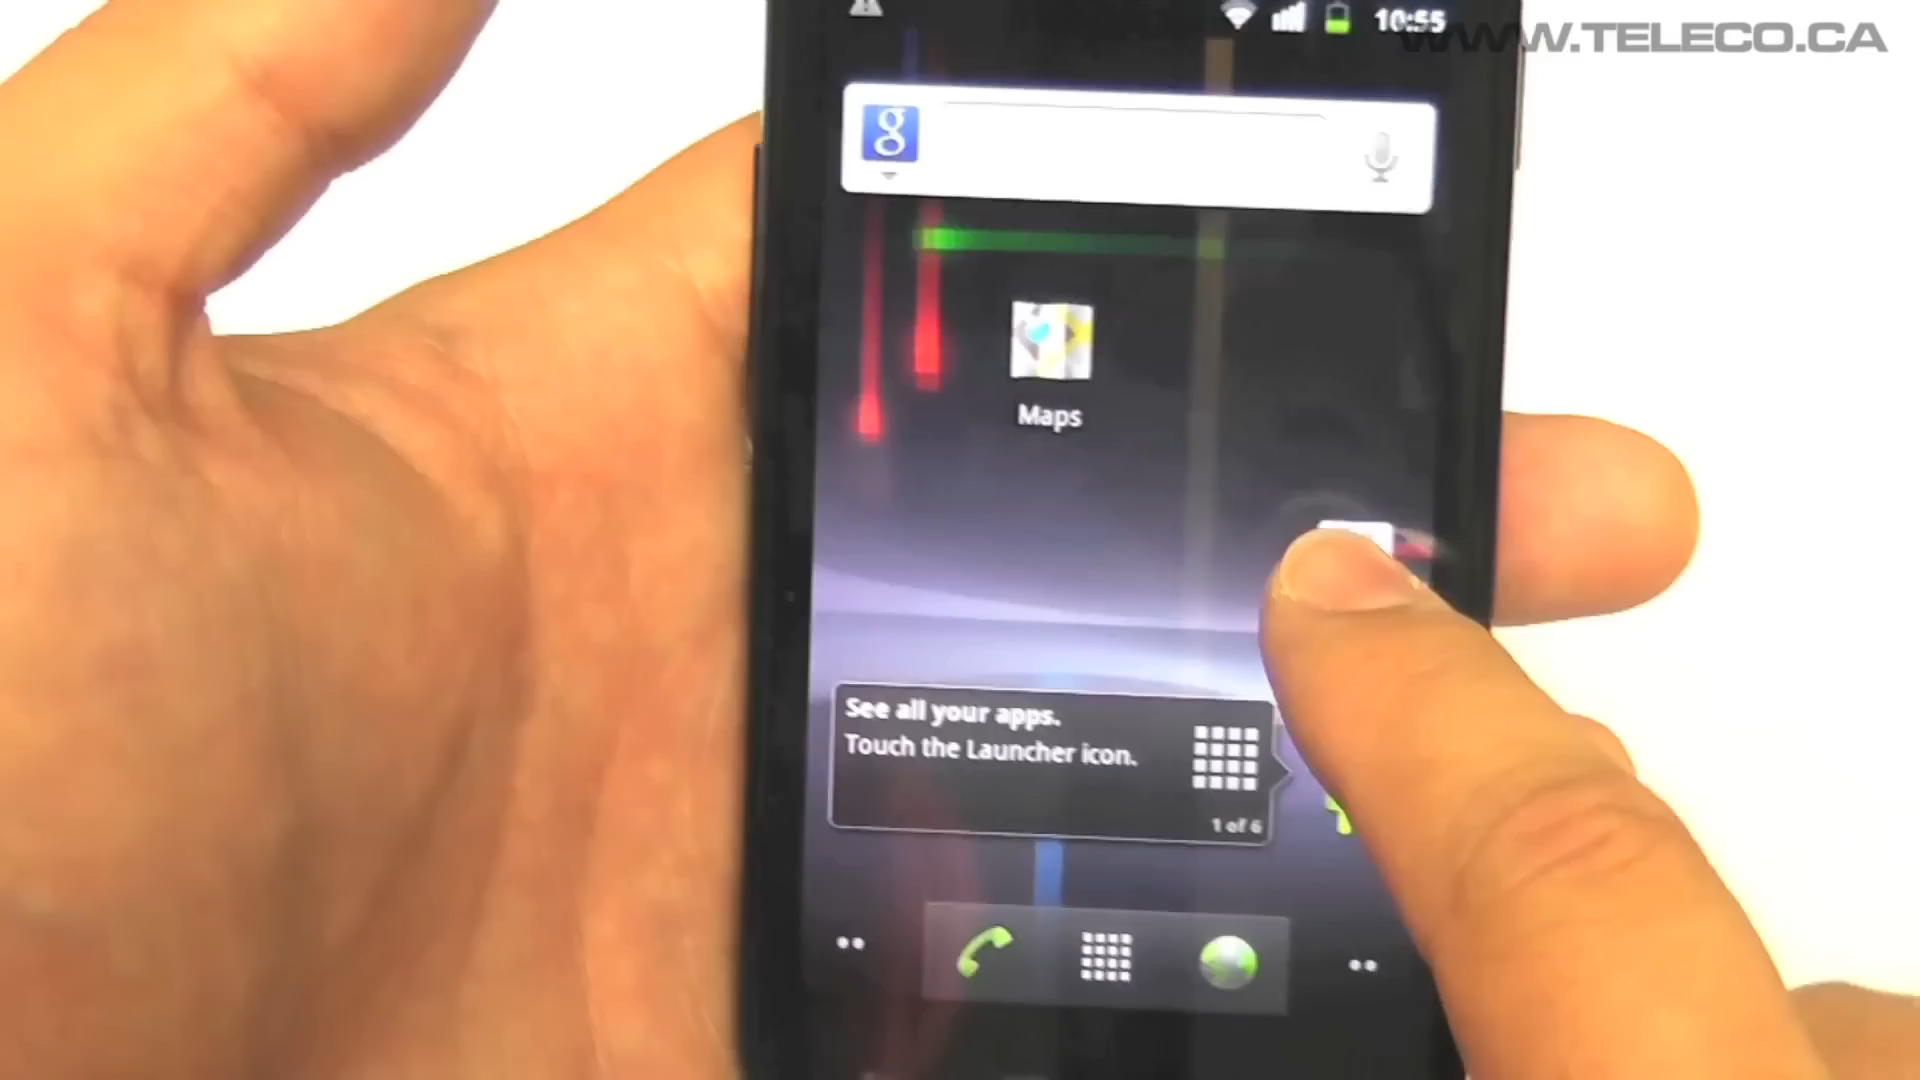 10:55
WWW.TELECO.CA
g
Maps
See all your apps.
Touch the Launcher icon.
1 of 6